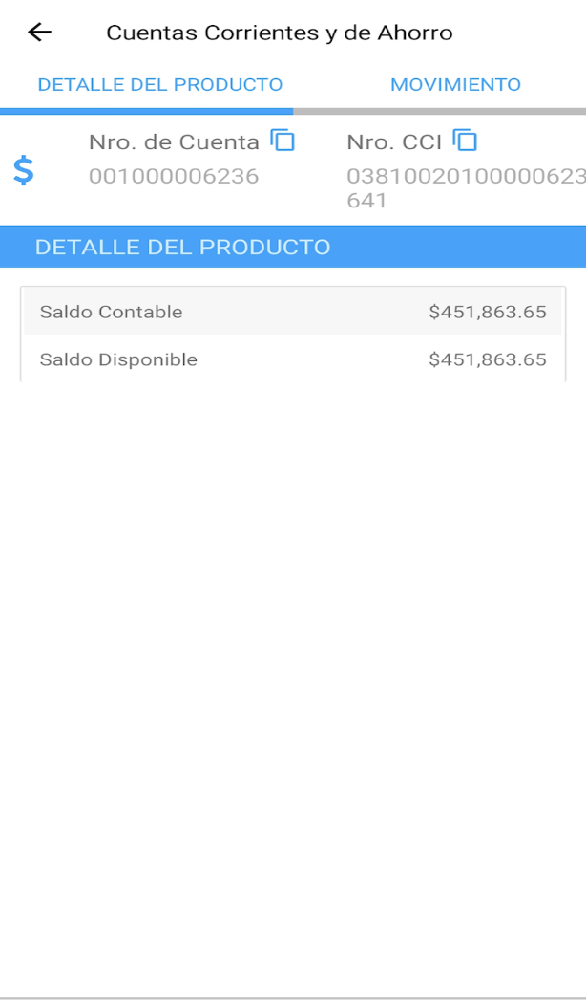 Cuentas Corrientes y de Ahorro
DETALLE DEL PRODUCTO MOVIMIENTO
Nro. de Cuenta Nro. CCI
$
001000006236 03810020100000623
641
DETALLE DEL PRODUCTO
Saldo Contable $451,863.65
Saldo Disponible $451,863.65